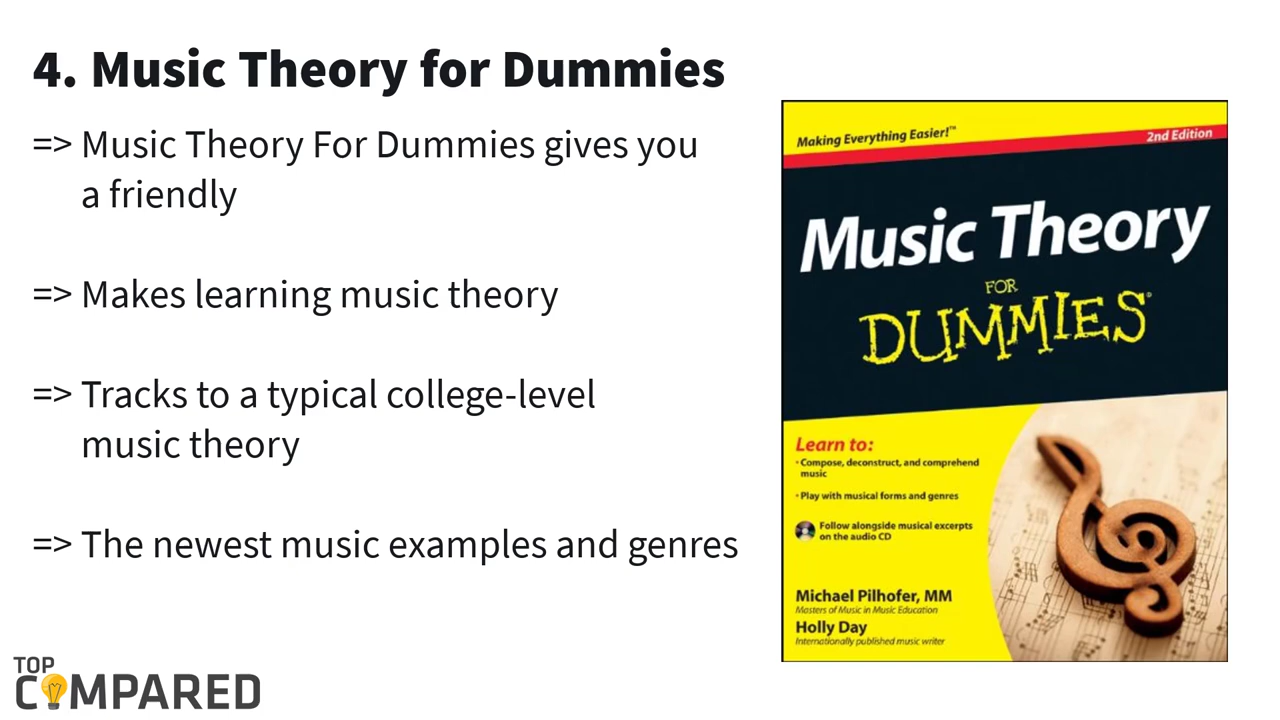 4. Music Theory for Dummies
=> Music Theory For Dummies gives you
a friendly
=> Makes learning music theory
=> Tracks to a typical college-level
music theory
=> The newest music examples and genres
TOP
COMPARED
Making Everything Easier!™
2nd Edition
Music Theory
FOR
DUMMIES®
Learn to:
• Compose, deconstruct, and comprehend
music
• Play with musical forms and genres
Follow alongside musical excerpts
on the audio CD
Michael Pilhofer, MM
Masters of Music in Music Education
Holly Day
Internationally published music writer